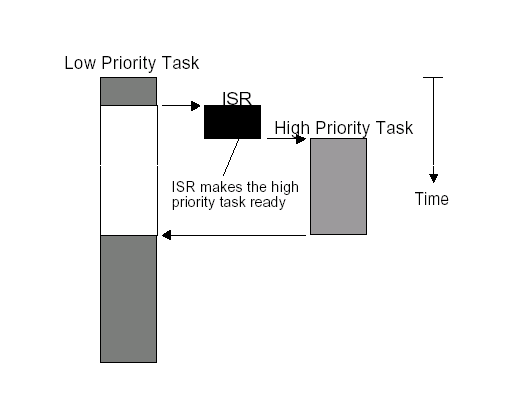 Low Priority Task
ISR
High Priority Task
ISR makes the high
priority task ready
Time